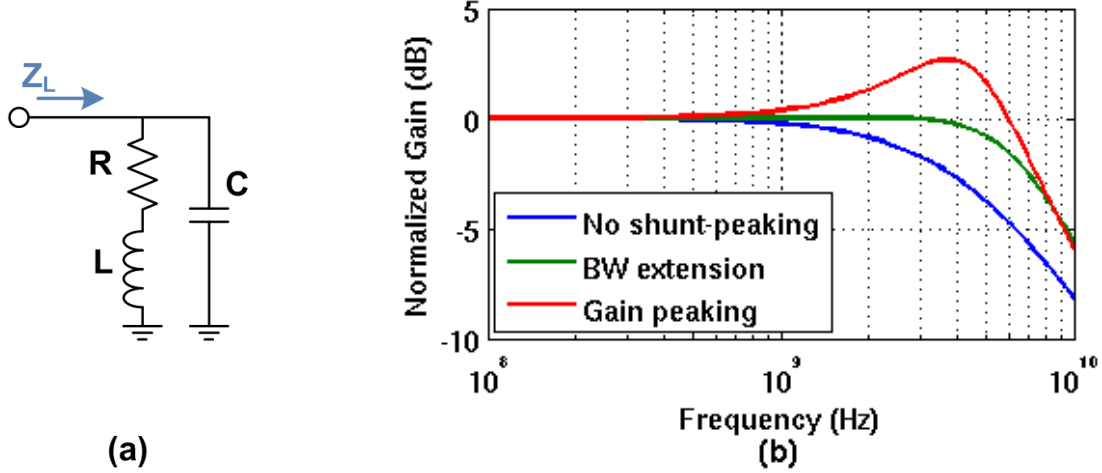 Z_L
R
C
L
(a)
5
0
-5
-10
Normalized Gain (dB)
No shunt-peaking
BW extension
Gain peaking
10^8
10^9
10^10
Frequency (Hz)
(b)